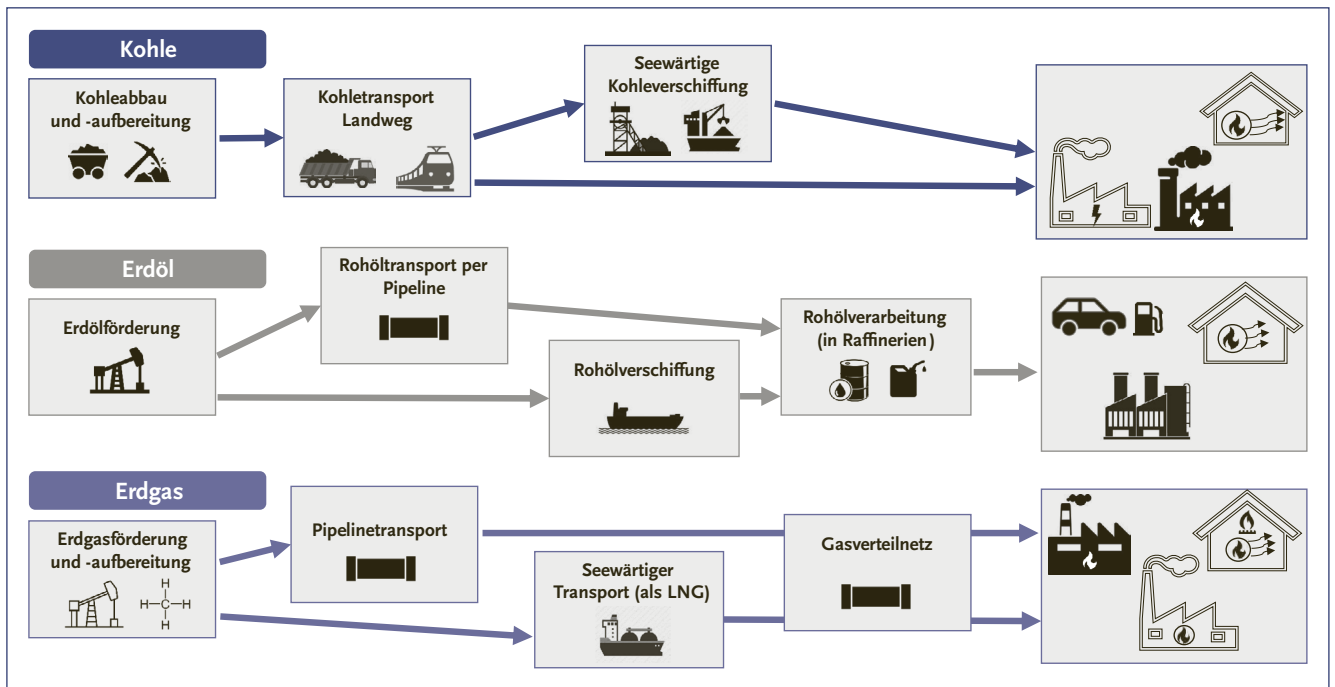 Kohle
Kohleabbau
und -aufbereitung
Kohletransport
Landweg
Seewärtige
Kohleverschiffung
Erdöl
Erdölförderung
Rohöltransport per
Pipeline
Rohölverschiffung
Rohölverarbeitung
(in Raffinerien)
Erdgas
Erdgasförderung
und -aufbereitung
H
H-C-H
H
Pipelinetransport
Seewärtiger
Transport (als LNG)
Gasverteilnetz